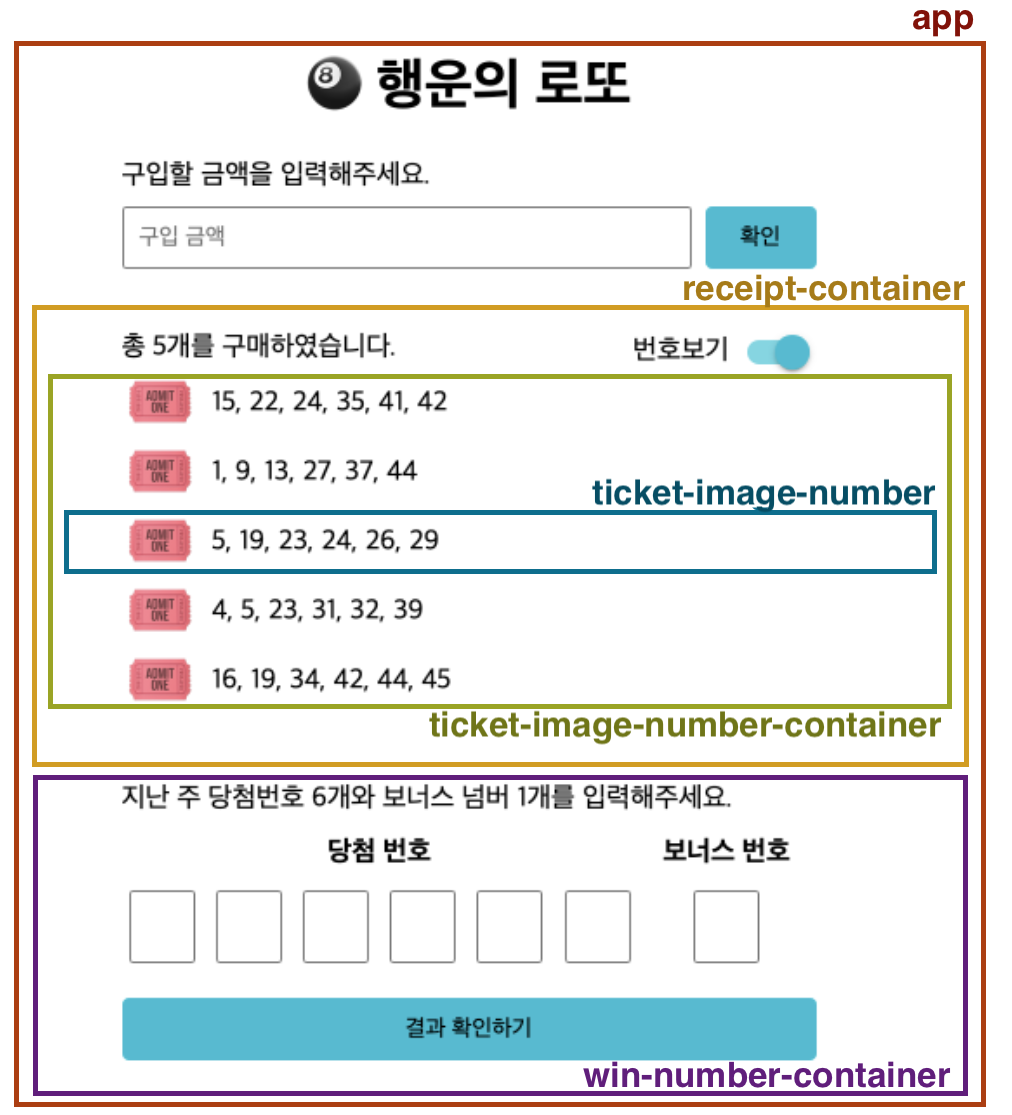 app
8 행운의 로또
구입할 금액을 입력해주세요.
구입 금액
확인
receipt-container
총 5개를 구매하였습니다.
번호보기
ADMIT ONE 15, 22, 24, 35, 41, 42
ADMIT ONE 1, 9, 13, 27, 37, 44
ticket-image-number
ADMIT ONE 5, 19, 23, 24, 26, 29
ADMIT ONE 4, 5, 23, 31, 32, 39
ADMIT ONE 16, 19, 34, 42, 44, 45
ticket-image-number-container
지난 주 당첨번호 6개와 보너스 넘버 1개를 입력해주세요.
당첨 번호
보너스 번호
결과 확인하기
win-number-container